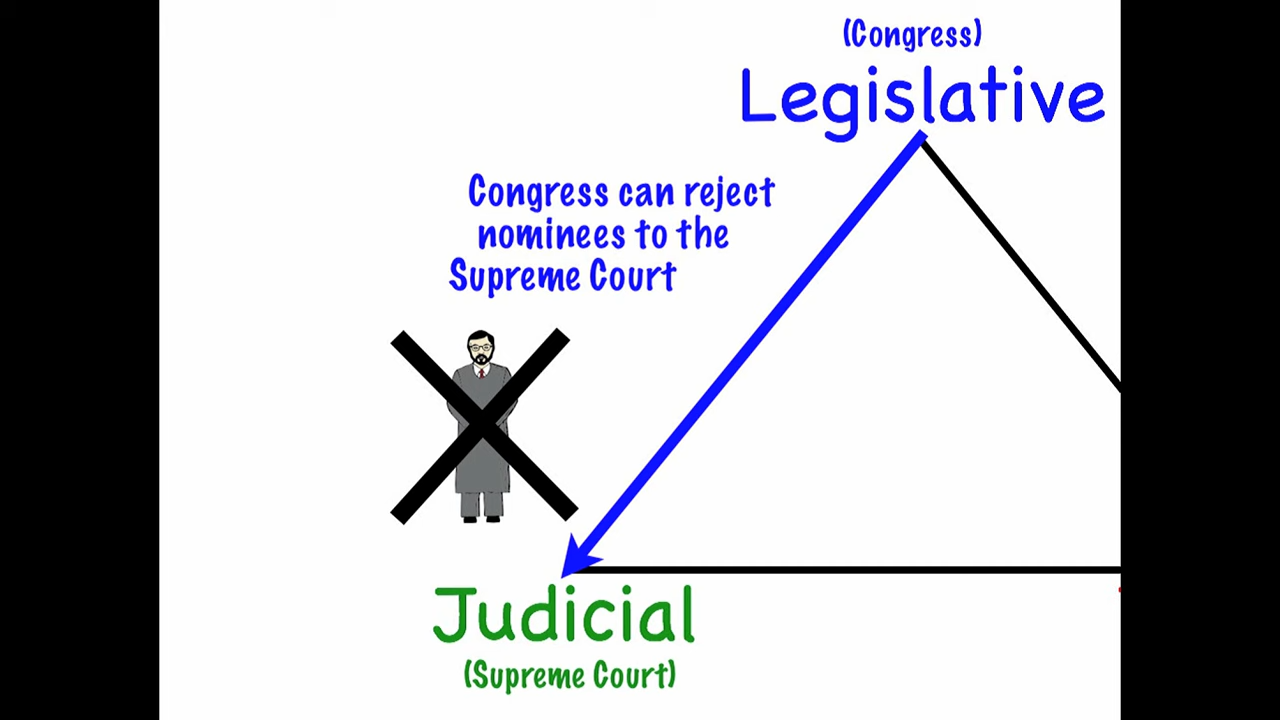 (Congress)
Legislative
Congress can reject
nominees to the
Supreme Court
Judicial
(Supreme Court)